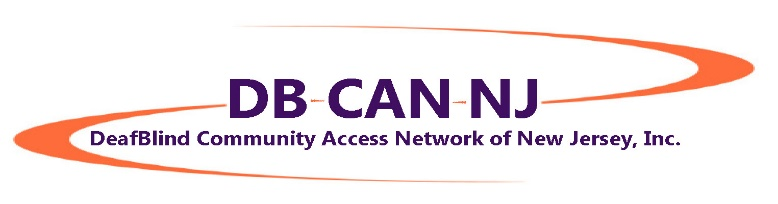 DB-CAN-NJ
DeafBlind Community Access Network of New Jersey, Inc.